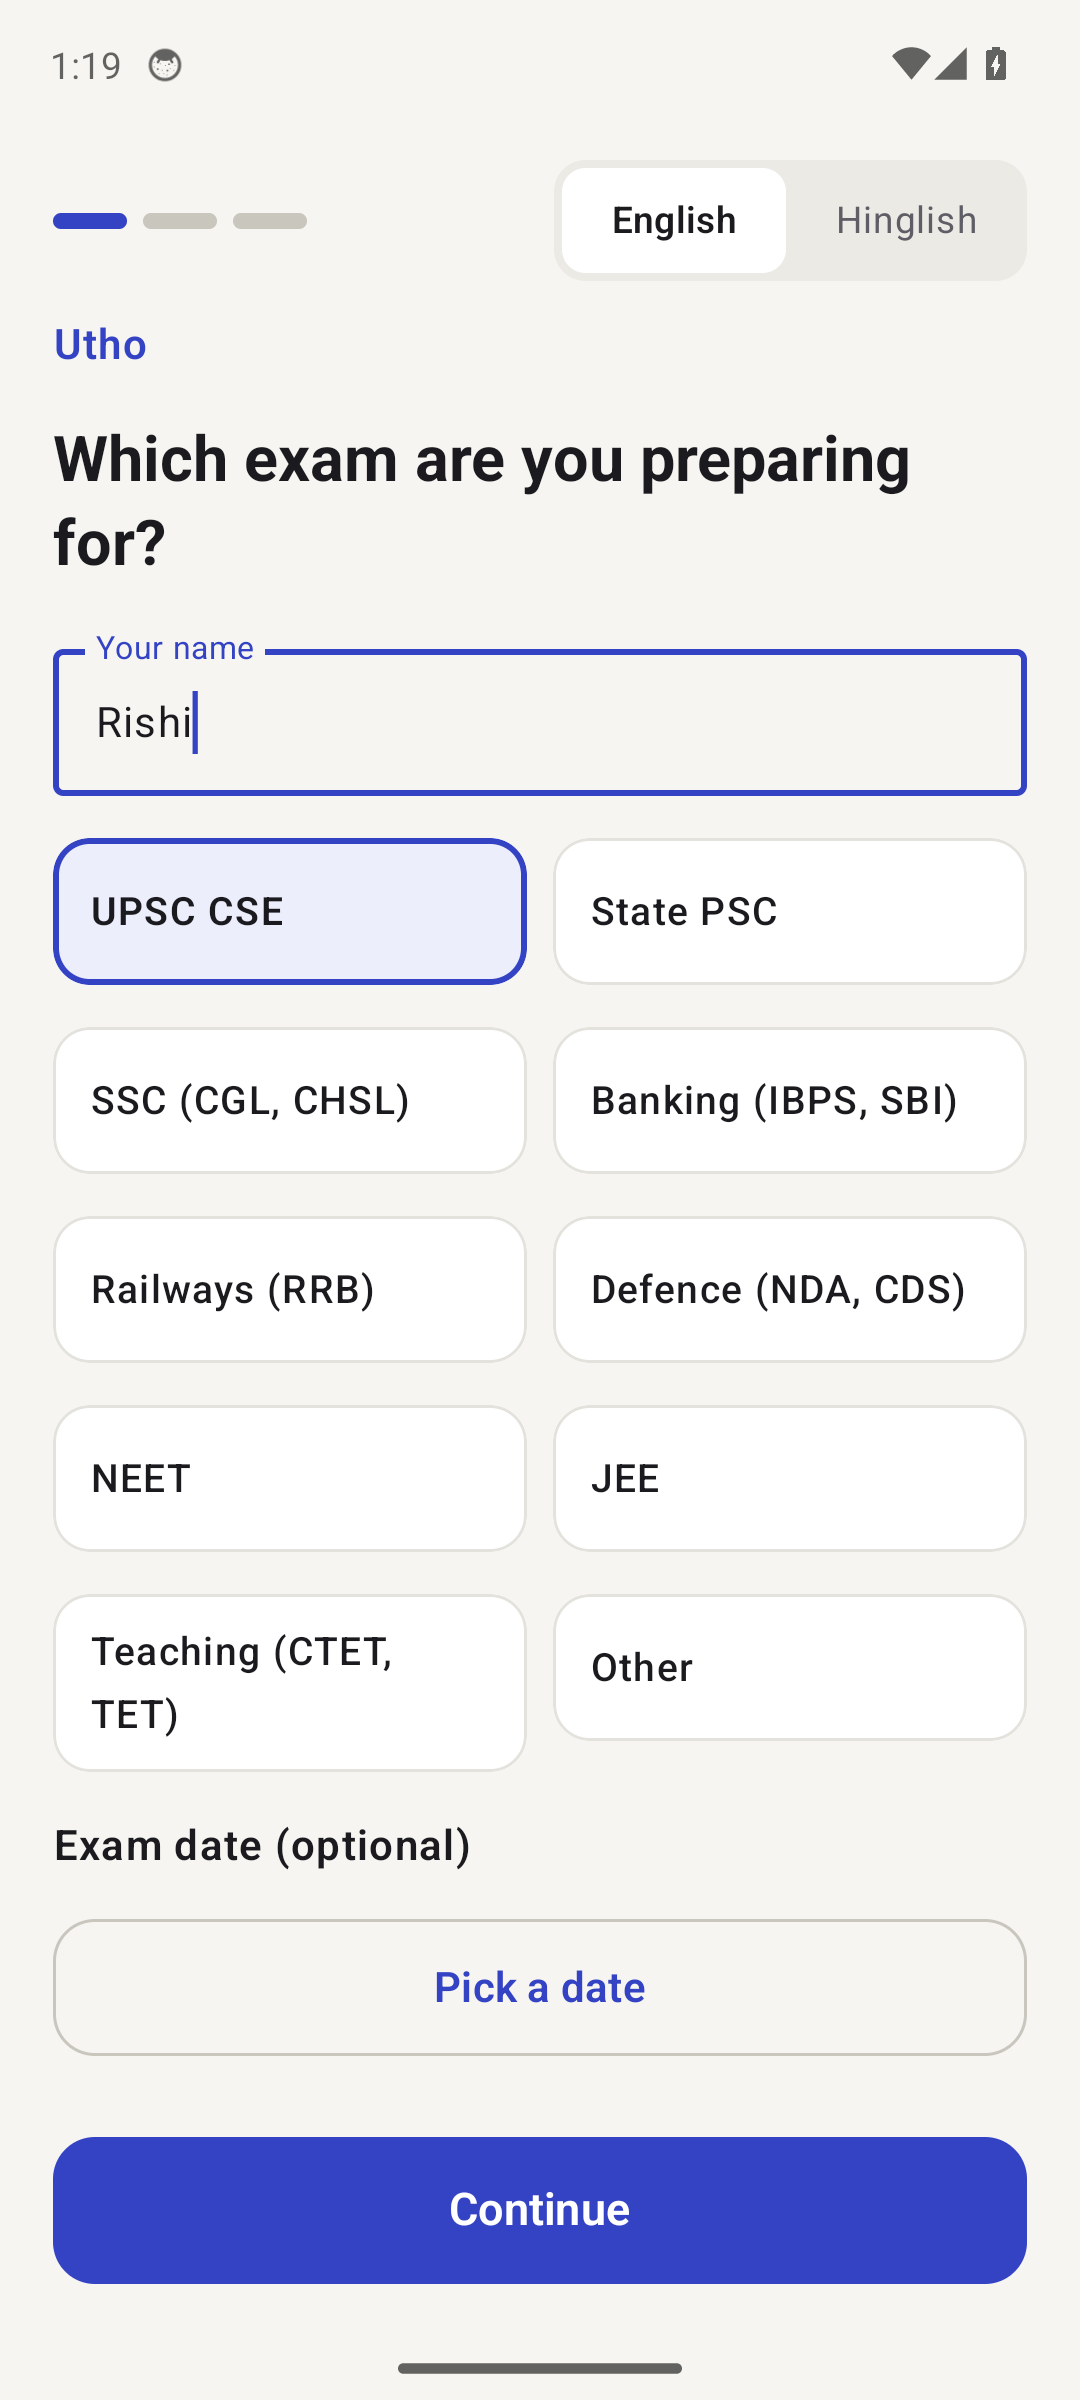 1:19
English
Hinglish
Utho
Which exam are you preparing
for?
Your name
Rishi
UPSC CSE
State PSC
SSC (CGL, CHSL)
Banking (IBPS, SBI)
Railways (RRB)
Defence (NDA, CDS)
NEET
JEE
Teaching (CTET,
TET)
Other
Exam date (optional)
Pick a date
Continue